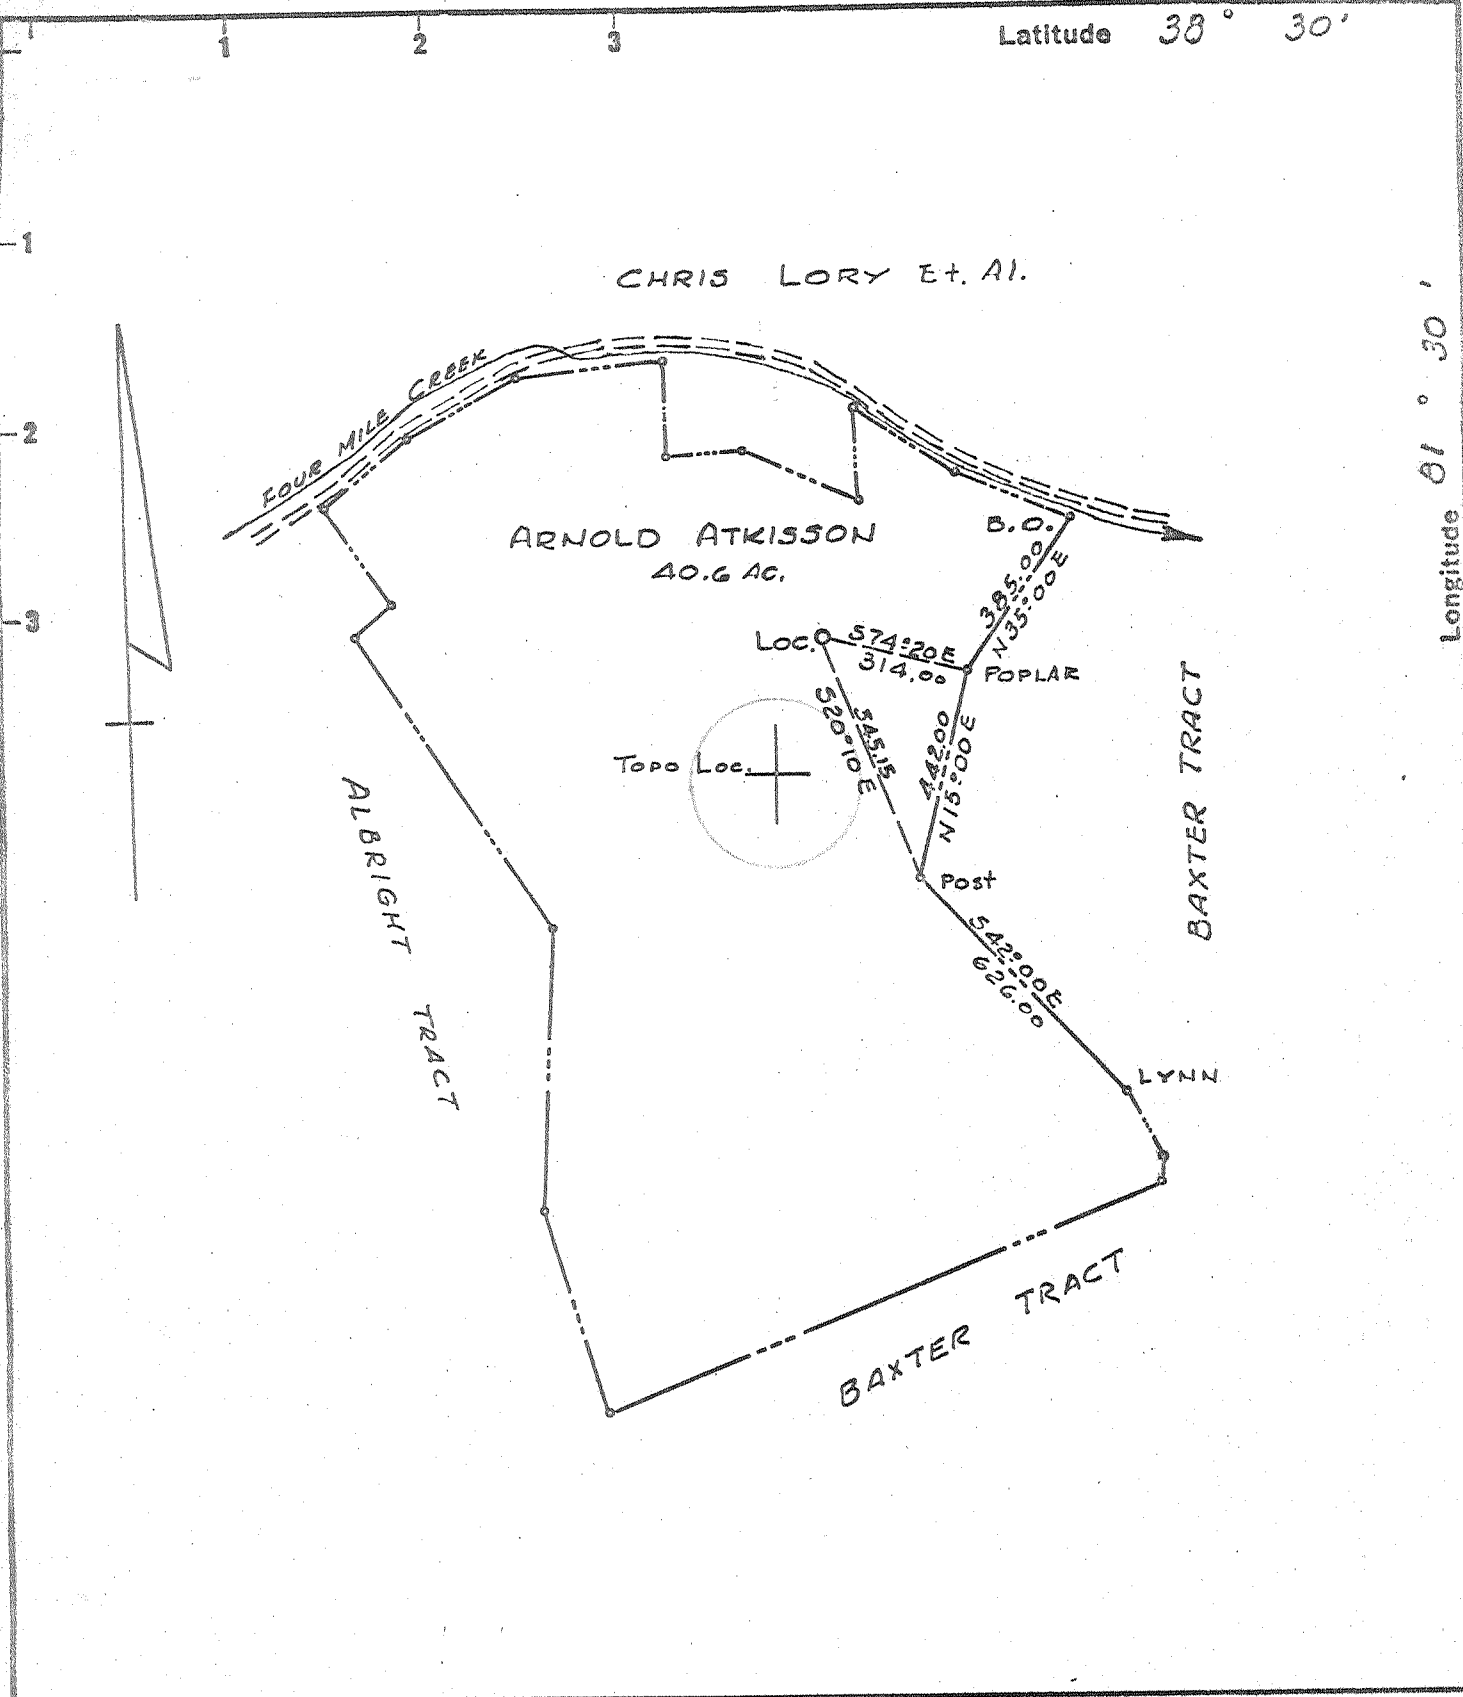 1 2 3 Latitude 38° 30'
1
2
3
Longitude 81° 30'
CHRIS LORY Et. Al.
FOUR MILE CREEK
ARNOLD ATKISSON
40.6 AC.
B.O.
385.00
N35°00E
LOC.
S74°20E
314.00
POPLAR
545.15
S20°10E
442.00
N15°00E
TOPO LOC.
POST
S42°00E
626.00
LYNN
ALBRIGHT TRACT
BAXTER TRACT
BAXTER TRACT